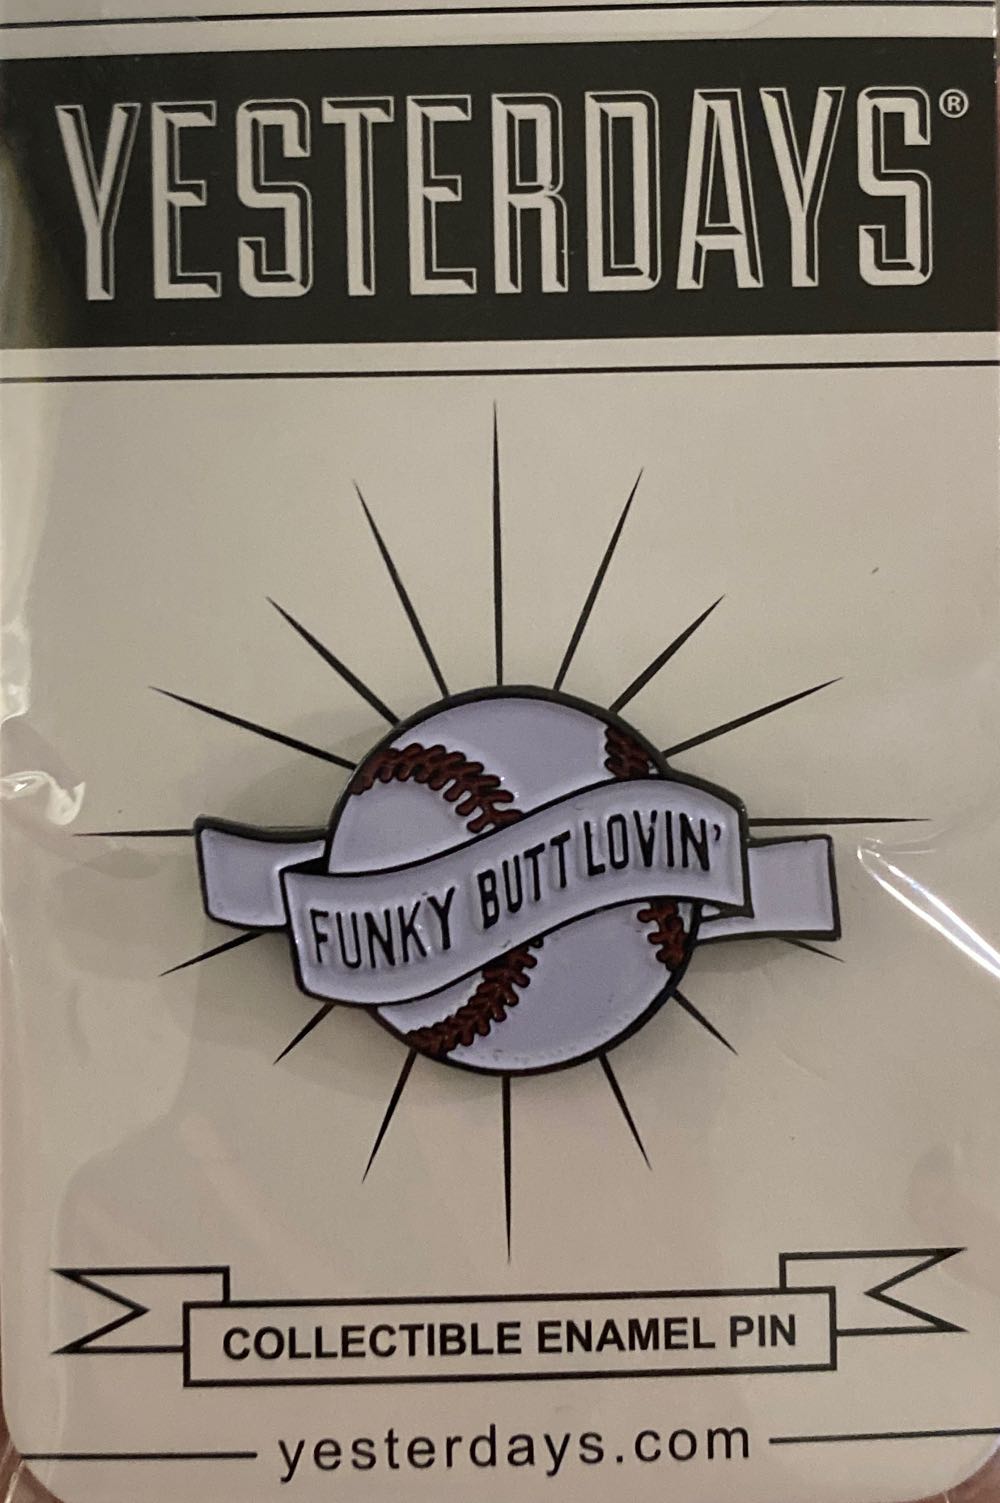 YESTERDAYS®
FUNKY BUTT LOVIN'
COLLECTIBLE ENAMEL PIN
yesterdays.com